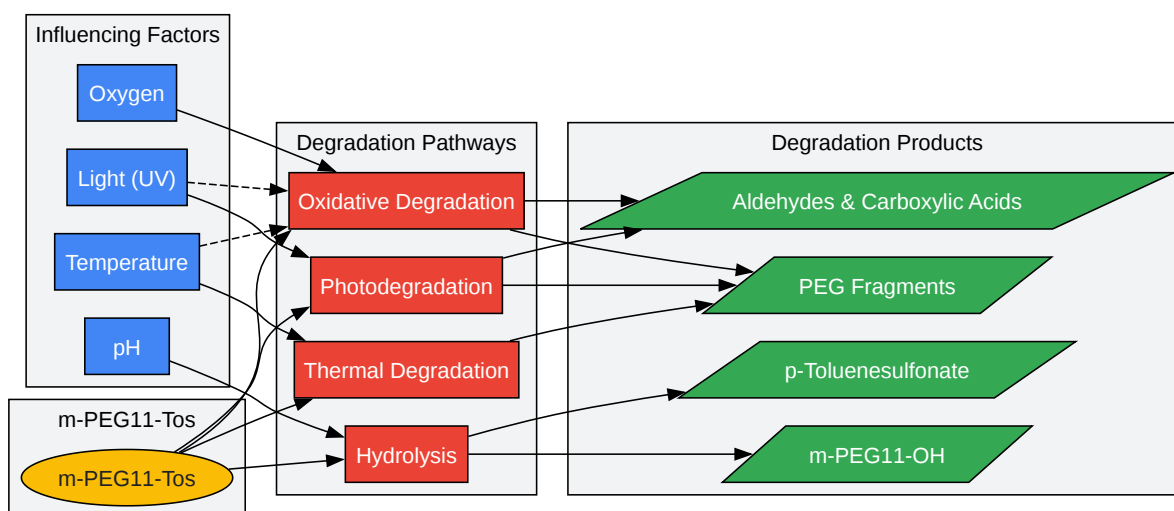 Influencing Factors
Oxygen
Light (UV)
Temperature
pH
m-PEG11-Tos
m-PEG11-Tos
Degradation Pathways
Oxidative Degradation
Photodegradation
Thermal Degradation
Hydrolysis
Degradation Products
Aldehydes & Carboxylic Acids
PEG Fragments
p-Toluenesulfonate
m-PEG11-OH